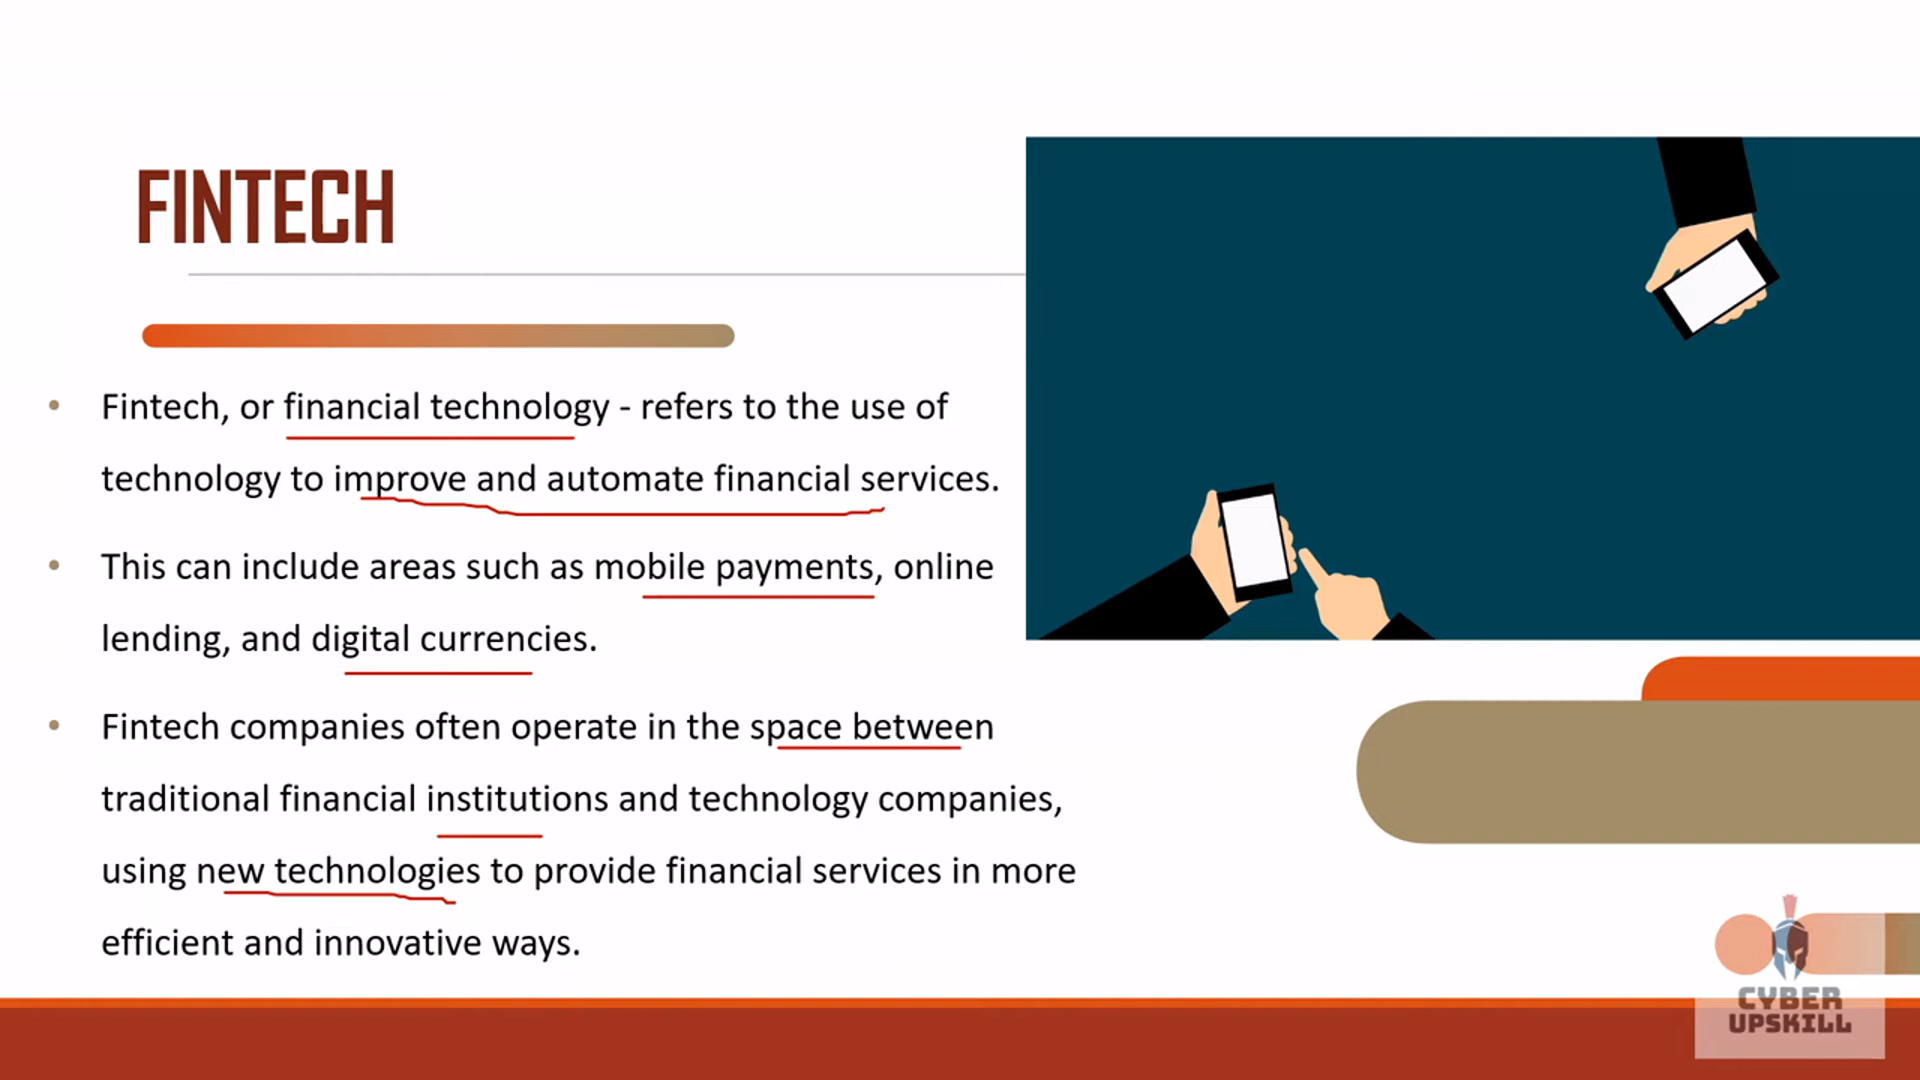 FINTECH
• Fintech, or financial technology - refers to the use of
technology to improve and automate financial services.
• This can include areas such as mobile payments, online
lending, and digital currencies.
• Fintech companies often operate in the space between
traditional financial institutions and technology companies,
using new technologies to provide financial services in more
efficient and innovative ways.
CYBER
UPSKILL